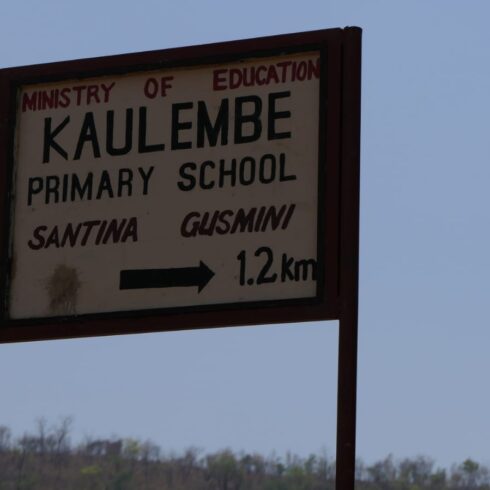 MINISTRY OF EDUCATION
KAULEMBE
PRIMARY SCHOOL
SANTINA GUSMINI
1.2 km